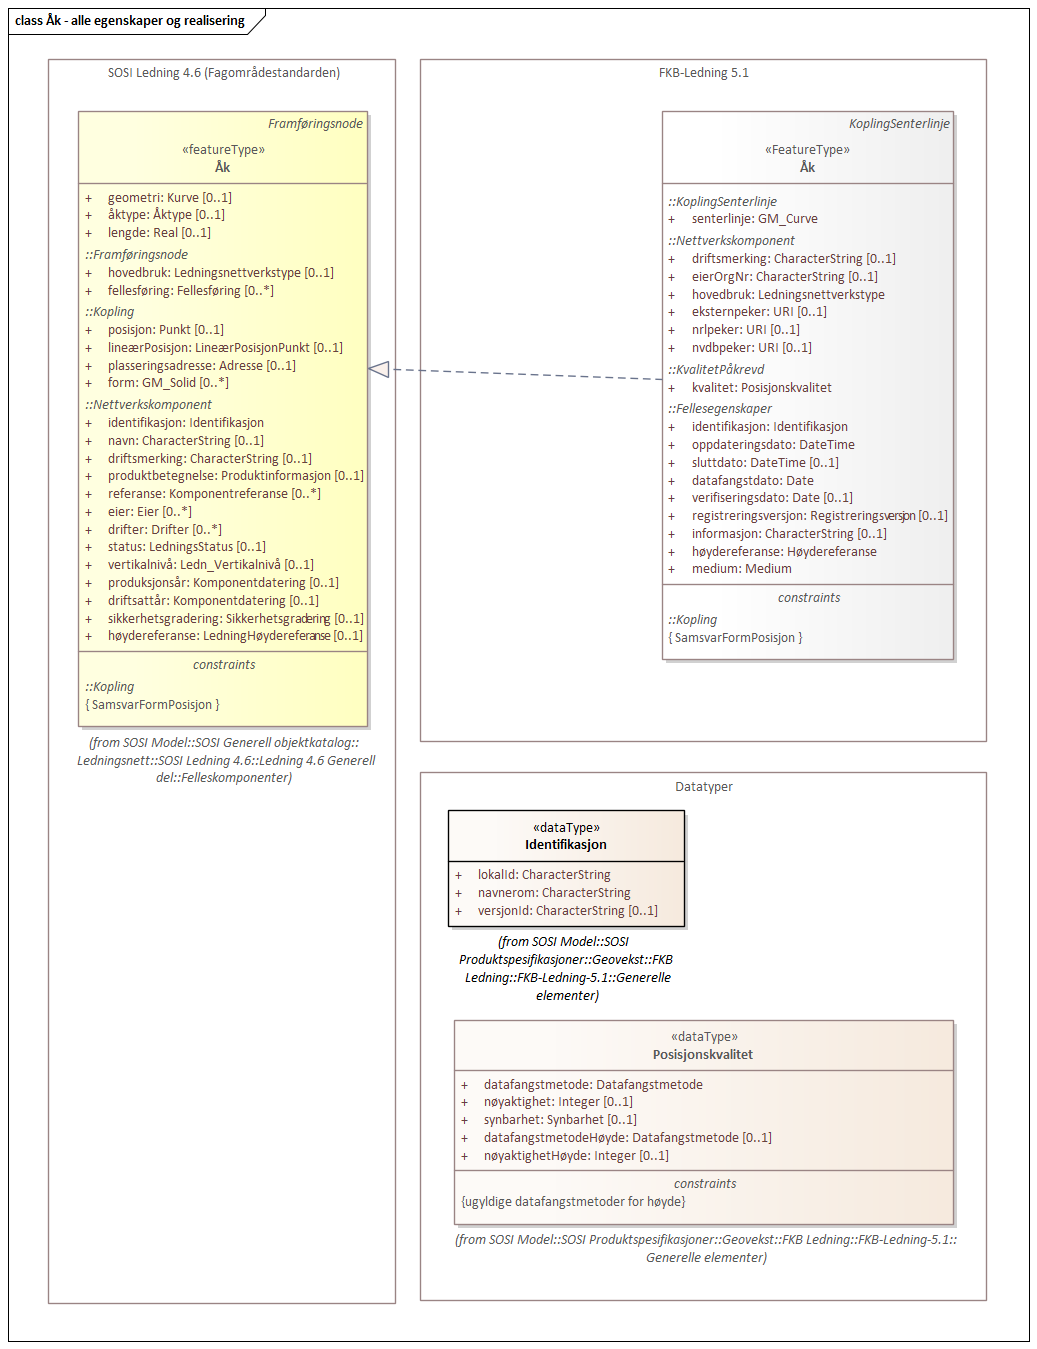 class Åk - alle egenskaper og realisering
SOSI Ledning 4.6 (Fagområdestandarden)
Framføringsnode
«featureType»
Åk
+ geometri: Kurve [0..1]
+ åktype: Åktype [0..1]
+ lengde: Real [0..1]
::Framføringsnode
+ hovedbruk: Ledningsnettverkstype [0..1]
+ fellesføring: Fellesføring [0..*]
::Kopling
+ posisjon: Punkt [0..1]
+ lineærPosisjon: LineærPosisjonPunkt [0..1]
+ plasseringsadresse: Adresse [0..1]
+ form: GM_Solid [0..*]
::Nettverkskomponent
+ identifikasjon: Identifikasjon
+ navn: CharacterString [0..1]
+ driftsmerking: CharacterString [0..1]
+ produktbetegnelse: Produktinformasjon [0..1]
+ referanse: Komponentreferanse [0..*]
+ eier: Eier [0..*]
+ drifter: Drifter [0..*]
+ status: LedningsStatus [0..1]
+ vertikalnivå: Ledn_Vertikalnivå [0..1]
+ produksjonsår: Komponentdatering [0..1]
+ driftsattår: Komponentdatering [0..1]
+ sikkerhetsgradering: Sikkerhetsgradering [0..1]
+ høydereferanse: LedningHøydereferanse [0..1]
constraints
::Kopling
{ SamsvarFormPosisjon }
(from SOSI Model::SOSI Generell objektkatalog::
Ledningsnett::SOSI Ledning 4.6::Ledning 4.6 Generell
del::Felleskomponenter)
FKB-Ledning 5.1
KoplingSenterlinje
«FeatureType»
Åk
::KoplingSenterlinje
+ senterlinje: GM_Curve
::Nettverkskomponent
+ driftsmerking: CharacterString [0..1]
+ eierOrgNr: CharacterString [0..1]
+ hovedbruk: Ledningsnettverkstype
+ eksternpeker: URI [0..1]
+ nrlpeker: URI [0..1]
+ nvdbpeker: URI [0..1]
::KvalitetPåkrevd
+ kvalitet: Posisjonskvalitet
::Fellesegenskaper
+ identifikasjon: Identifikasjon
+ oppdateringsdato: DateTime
+ sluttdato: DateTime [0..1]
+ datafangstdato: Date
+ verifiseringsdato: Date [0..1]
+ registreringsversjon: Registreringsversjon [0..1]
+ informasjon: CharacterString [0..1]
+ høydereferanse: Høydereferanse
+ medium: Medium
constraints
::Kopling
{ SamsvarFormPosisjon }
Datatyper
«dataType»
Identifikasjon
+ lokalId: CharacterString
+ navnerom: CharacterString
+ versjonId: CharacterString [0..1]
(from SOSI Model::SOSI
Produktspesifikasjoner::Geovekst::FKB
Ledning::FKB-Ledning-5.1::Generelle
elementer)
«dataType»
Posisjonskvalitet
+ datafangstmetode: Datafangstmetode
+ nøyaktighet: Integer [0..1]
+ synbarhet: Synbarhet [0..1]
+ datafangstmetodeHøyde: Datafangstmetode [0..1]
+ nøyaktighetHøyde: Integer [0..1]
constraints
{ugyldige datafangstmetoder for høyde}
(from SOSI Model::SOSI Produktspesifikasjoner::Geovekst::FKB Ledning::FKB-Ledning-5.1::
Generelle elementer)